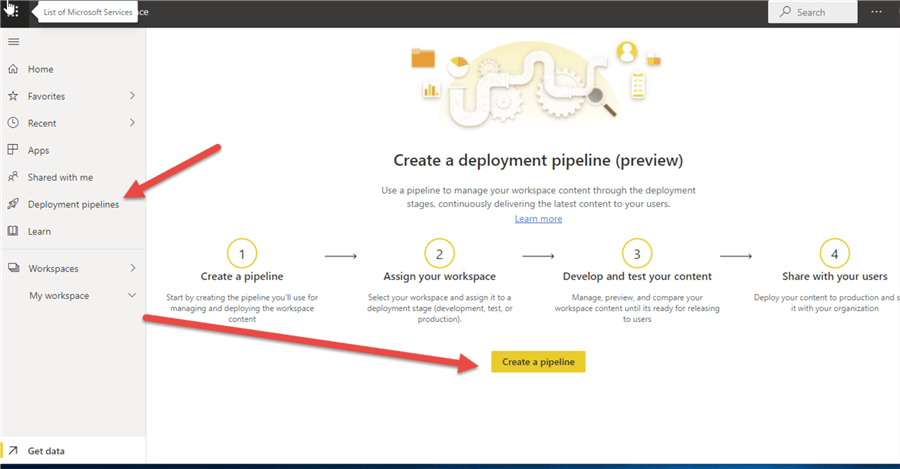 List of Microsoft Services
ce
Search
Home
Favorites
Recent
Apps
Shared with me
Deployment pipelines
Learn
Workspaces
My workspace
Get data
Create a deployment pipeline (preview)
Use a pipeline to manage your workspace content through the deployment
stages, continuously delivering the latest content to your users.
Learn more
1
2
3
4
Create a pipeline
Assign your workspace
Develop and test your content
Share with your users
Start by creating the pipeline you'll use for
managing and deploying the workspace
content
Select your workspace and assign it to a
deployment stage (development, test, or
production).
Manage, preview, and compare your
workspace content until its ready for releasing
to users
Deploy your content to production and s
it with your organization
Create a pipeline